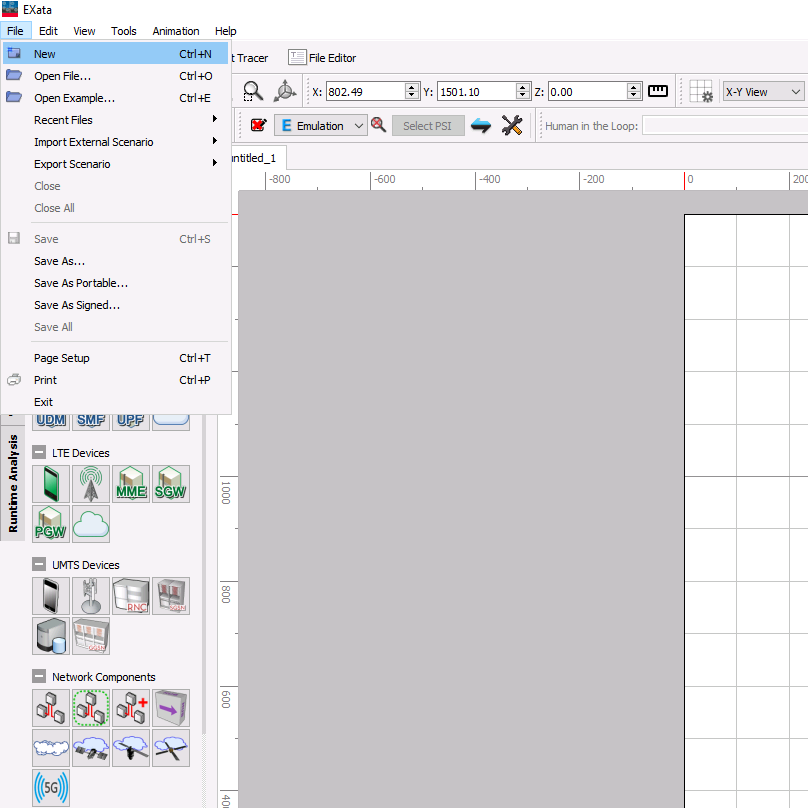 EXata
File Edit View Tools Animation Help
New Ctrl+N
Open File... Ctrl+O
Open Example... Ctrl+E
Recent Files
Import External Scenario
Export Scenario
Close
Close All
Save Ctrl+S
Save As...
Save As Portable...
Save As Signed...
Save All
Page Setup Ctrl+T
Print Ctrl+P
Exit
t Tracer File Editor
X: 802.49 Y: 1501.10 Z: 0.00 X-Y View
E Emulation Select PSI Human in the Loop:
untitled_1
-800 -600 -400 -200 0 200
1000
800
600
400
Runtime Analysis
UDM SMF UPF
LTE Devices
MME SGW
PGW
UMTS Devices
RNC SGSN
GGSN
Network Components
5G